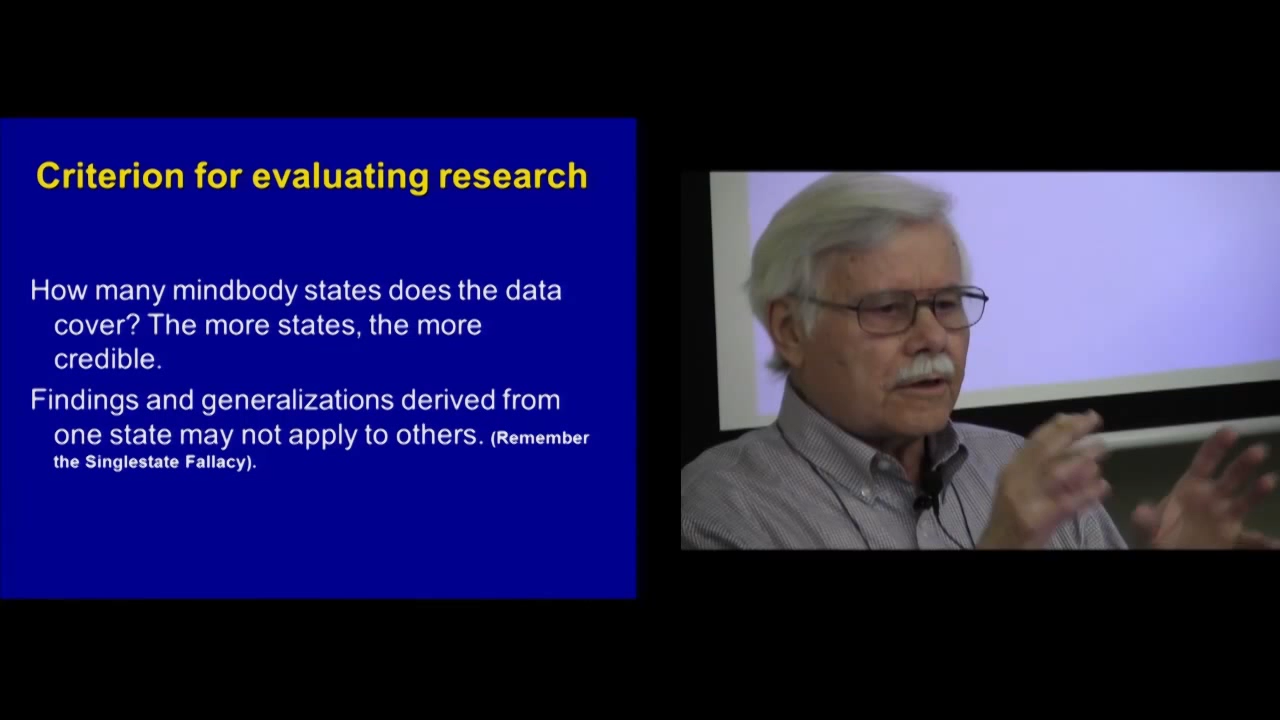 Criterion for evaluating research
How many mindbody states does the data
cover? The more states, the more
credible.
Findings and generalizations derived from
one state may not apply to others. (Remember
the Singlestate Fallacy).